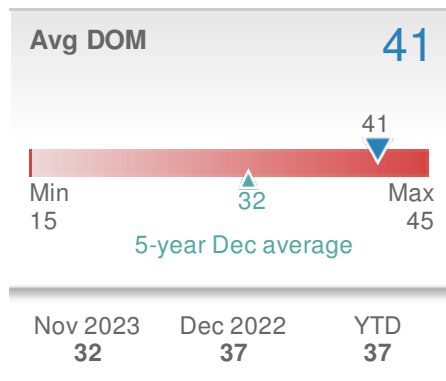 Avg DOM 41
41
Min Max
15 32 45
5-year Dec average
Nov 2023 Dec 2022 YTD
32 37 37